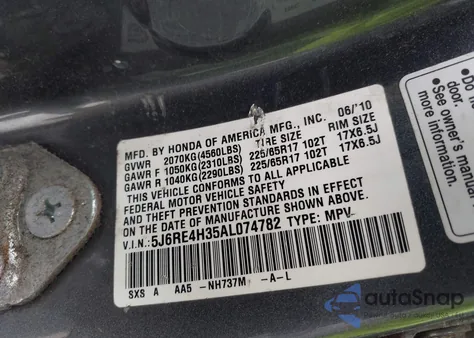 MFD. BY HONDA OF AMERICA MFG., INC. 06/'10
GVWR 2070KG(4560LBS) TIRE SIZE RIM SIZE
GAWR F 1050KG(2310LBS) 225/65R17 102T 17X6.5J
GAWR R 1040KG(2290LBS) 225/65R17 102T 17X6.5J
THIS VEHICLE CONFORMS TO ALL APPLICABLE
FEDERAL MOTOR VEHICLE SAFETY
AND THEFT PREVENTION STANDARDS IN EFFECT
ON THE DATE OF MANUFACTURE SHOWN ABOVE.
V.I.N.: 5J6RE4H35AL074782 TYPE: MPV
SXS A AA5 -NH737M -A-L
•Do
door.
•See owner's
more information.
autoSnap